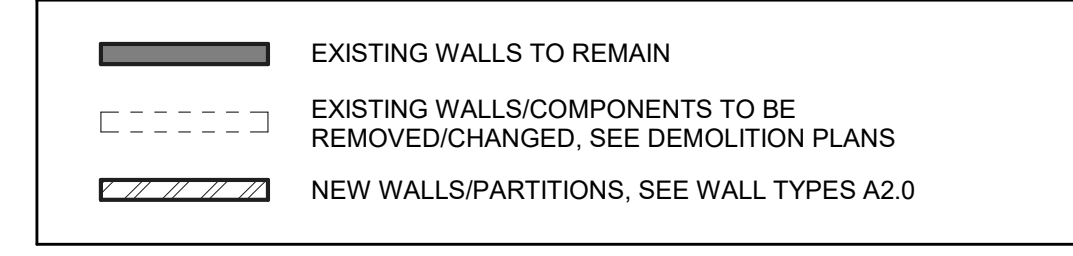 EXISTING WALLS TO REMAIN
EXISTING WALLS/COMPONENTS TO BE
REMOVED/CHANGED, SEE DEMOLITION PLANS
NEW WALLS/PARTITIONS, SEE WALL TYPES A2.0